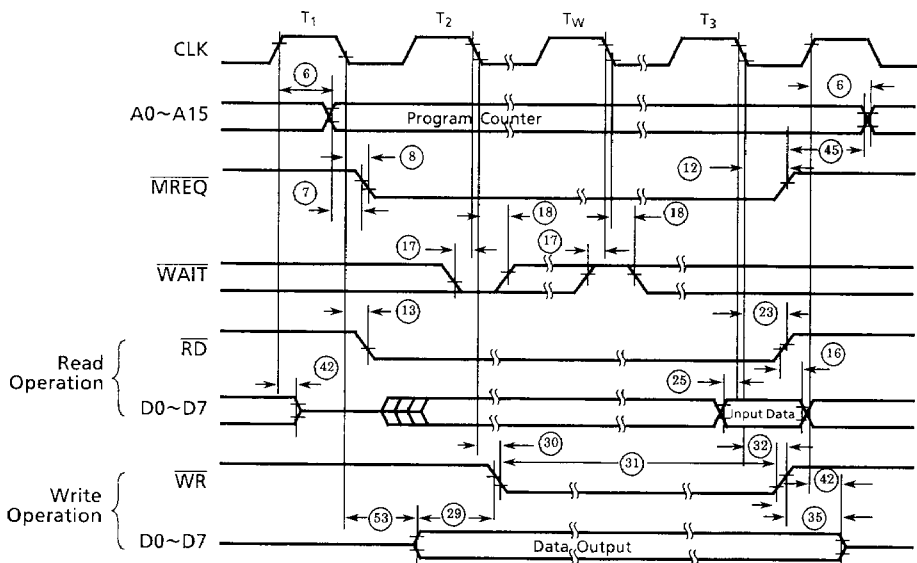 T1 T2 TW T3
CLK
6 6
A0~A15 Program Counter
45
8 12
MREQ
7
18 18
17 17
WAIT
13 23
RD
Read
Operation
16
42 25
D0~D7 Input Data
30 31 32
WR
42
Write
Operation
53 29 35
D0~D7 Data Output